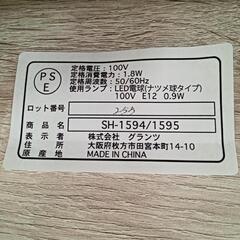 PS
E
定格電圧：100V
定格消費電力：1.8W
定格周波数：50/60Hz
使用ランプ：LED電球(ナツメ球タイプ)
100V E12 0.9W
ロット番号
商品名 SH-1594/1595
表示者 株式会社 グランツ
住所 大阪府枚方市田宮本町14-10
原産地 MADE IN CHINA